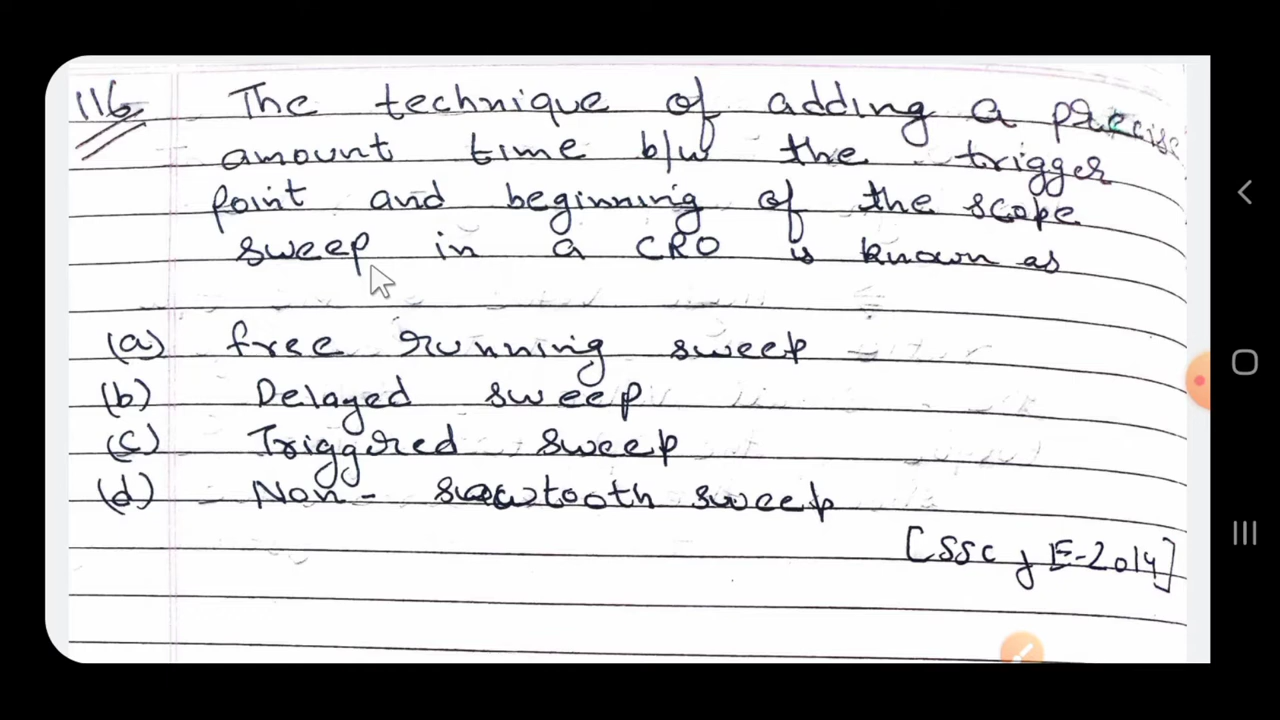 116 The technique of adding a precise
amount time b/w the trigger
point and beginning of the scope
sweep in a CRO is known as
(a) free running sweep
(b) Delayed sweep
(c) Triggered sweep
(d) Non-sawtooth sweep
[SSC JE-2014]